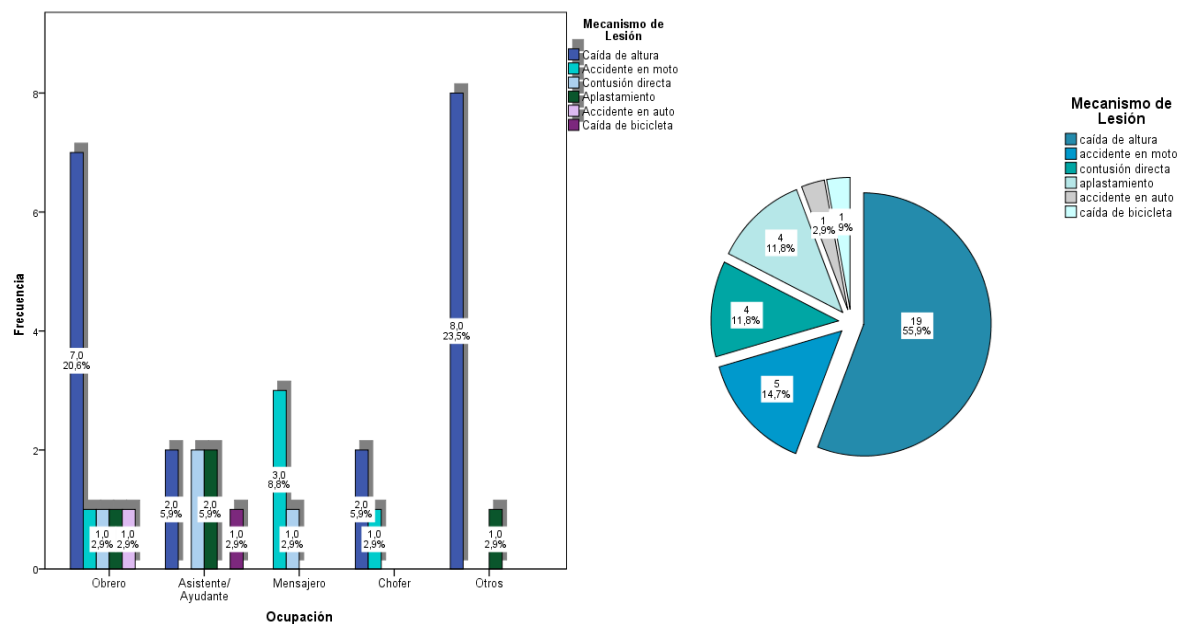 Mecanismo de
Lesión
Caída de altura
Accidente en moto
Contusión directa
Aplastamiento
Accidente en auto
Caída de bicicleta
Frecuencia
8
6
4
2
0
7,0
20,6%
1,0
2,9%
1,0
2,9%
2,0
5,9%
2,0
5,9%
1,0
2,9%
3,0
8,8%
1,0
2,9%
2,0
5,9%
1,0
2,9%
8,0
23,5%
1,0
2,9%
Obrero
Asistente/
Ayudante
Mensajero
Chofer
Otros
Ocupación
Mecanismo de
Lesión
caída de altura
accidente en moto
contusión directa
aplastamiento
accidente en auto
caída de bicicleta
1
2,9%
1
9%
4
11,8%
4
11,8%
5
14,7%
19
55,9%